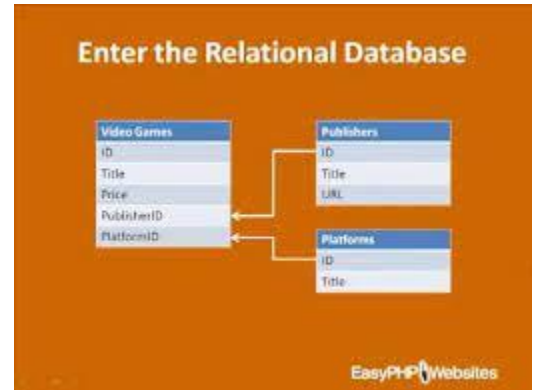 Enter the Relational Database
Video Games
ID
Title
Price
PublisherID
PlatformID
Publishers
ID
Title
URL
Platforms
ID
Title
EasyPHPWebsites